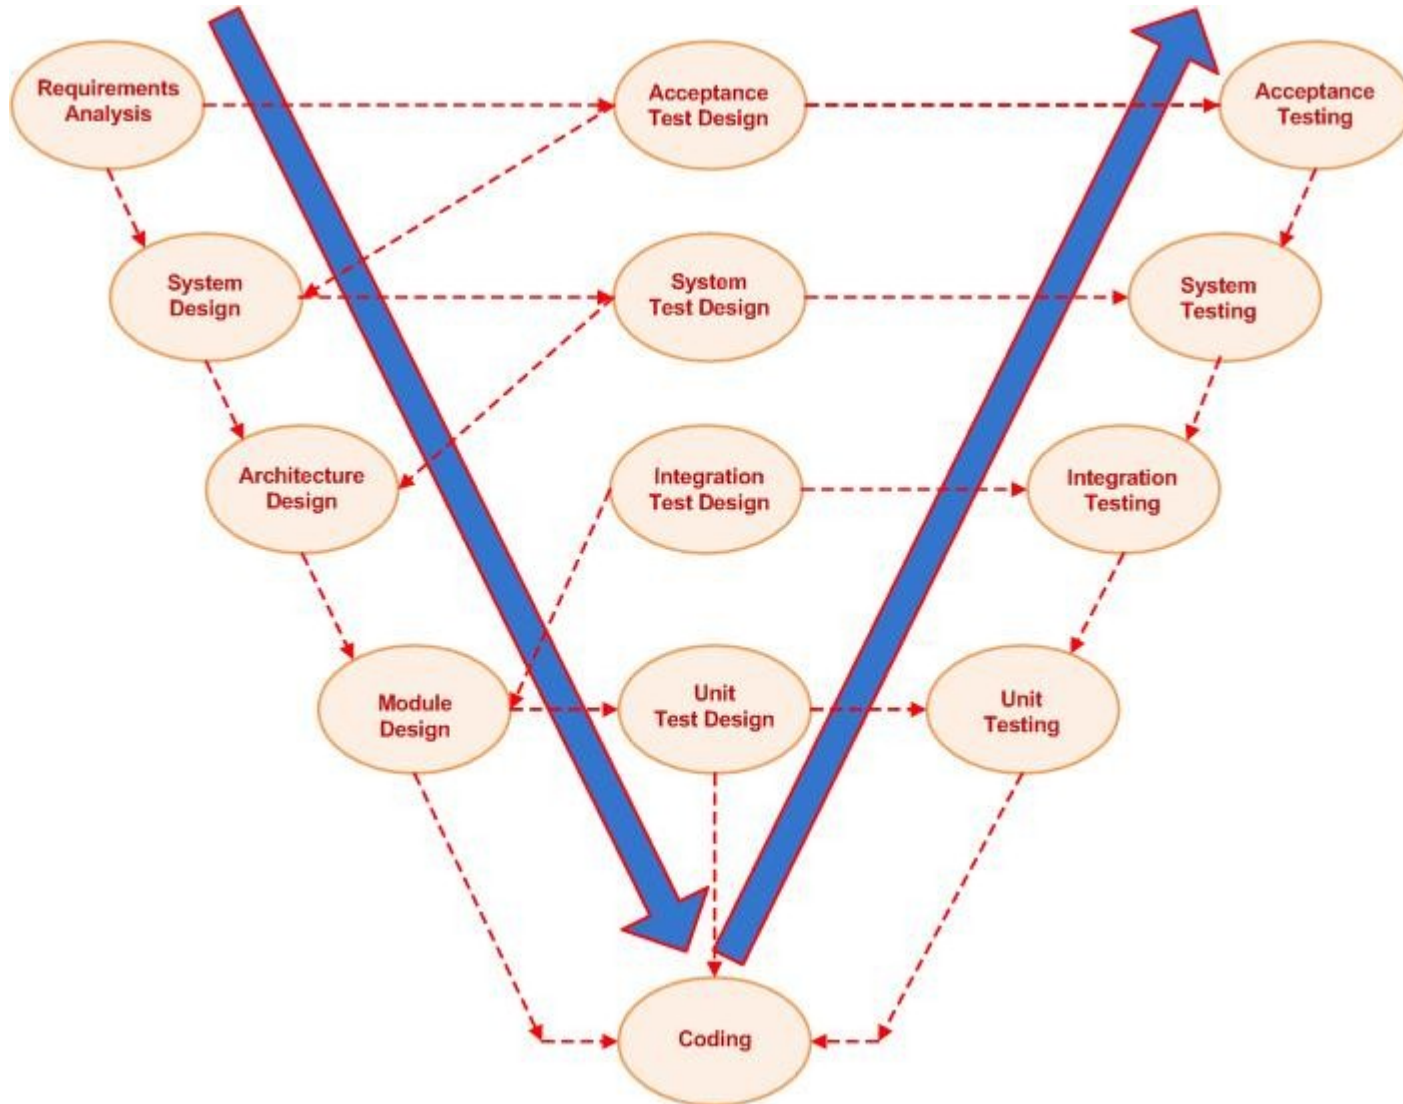 Requirements
Analysis
Acceptance
Test Design
Acceptance
Testing
System
Design
System
Test Design
System
Testing
Architecture
Design
Integration
Test Design
Integration
Testing
Module
Design
Unit
Test Design
Unit
Testing
Coding